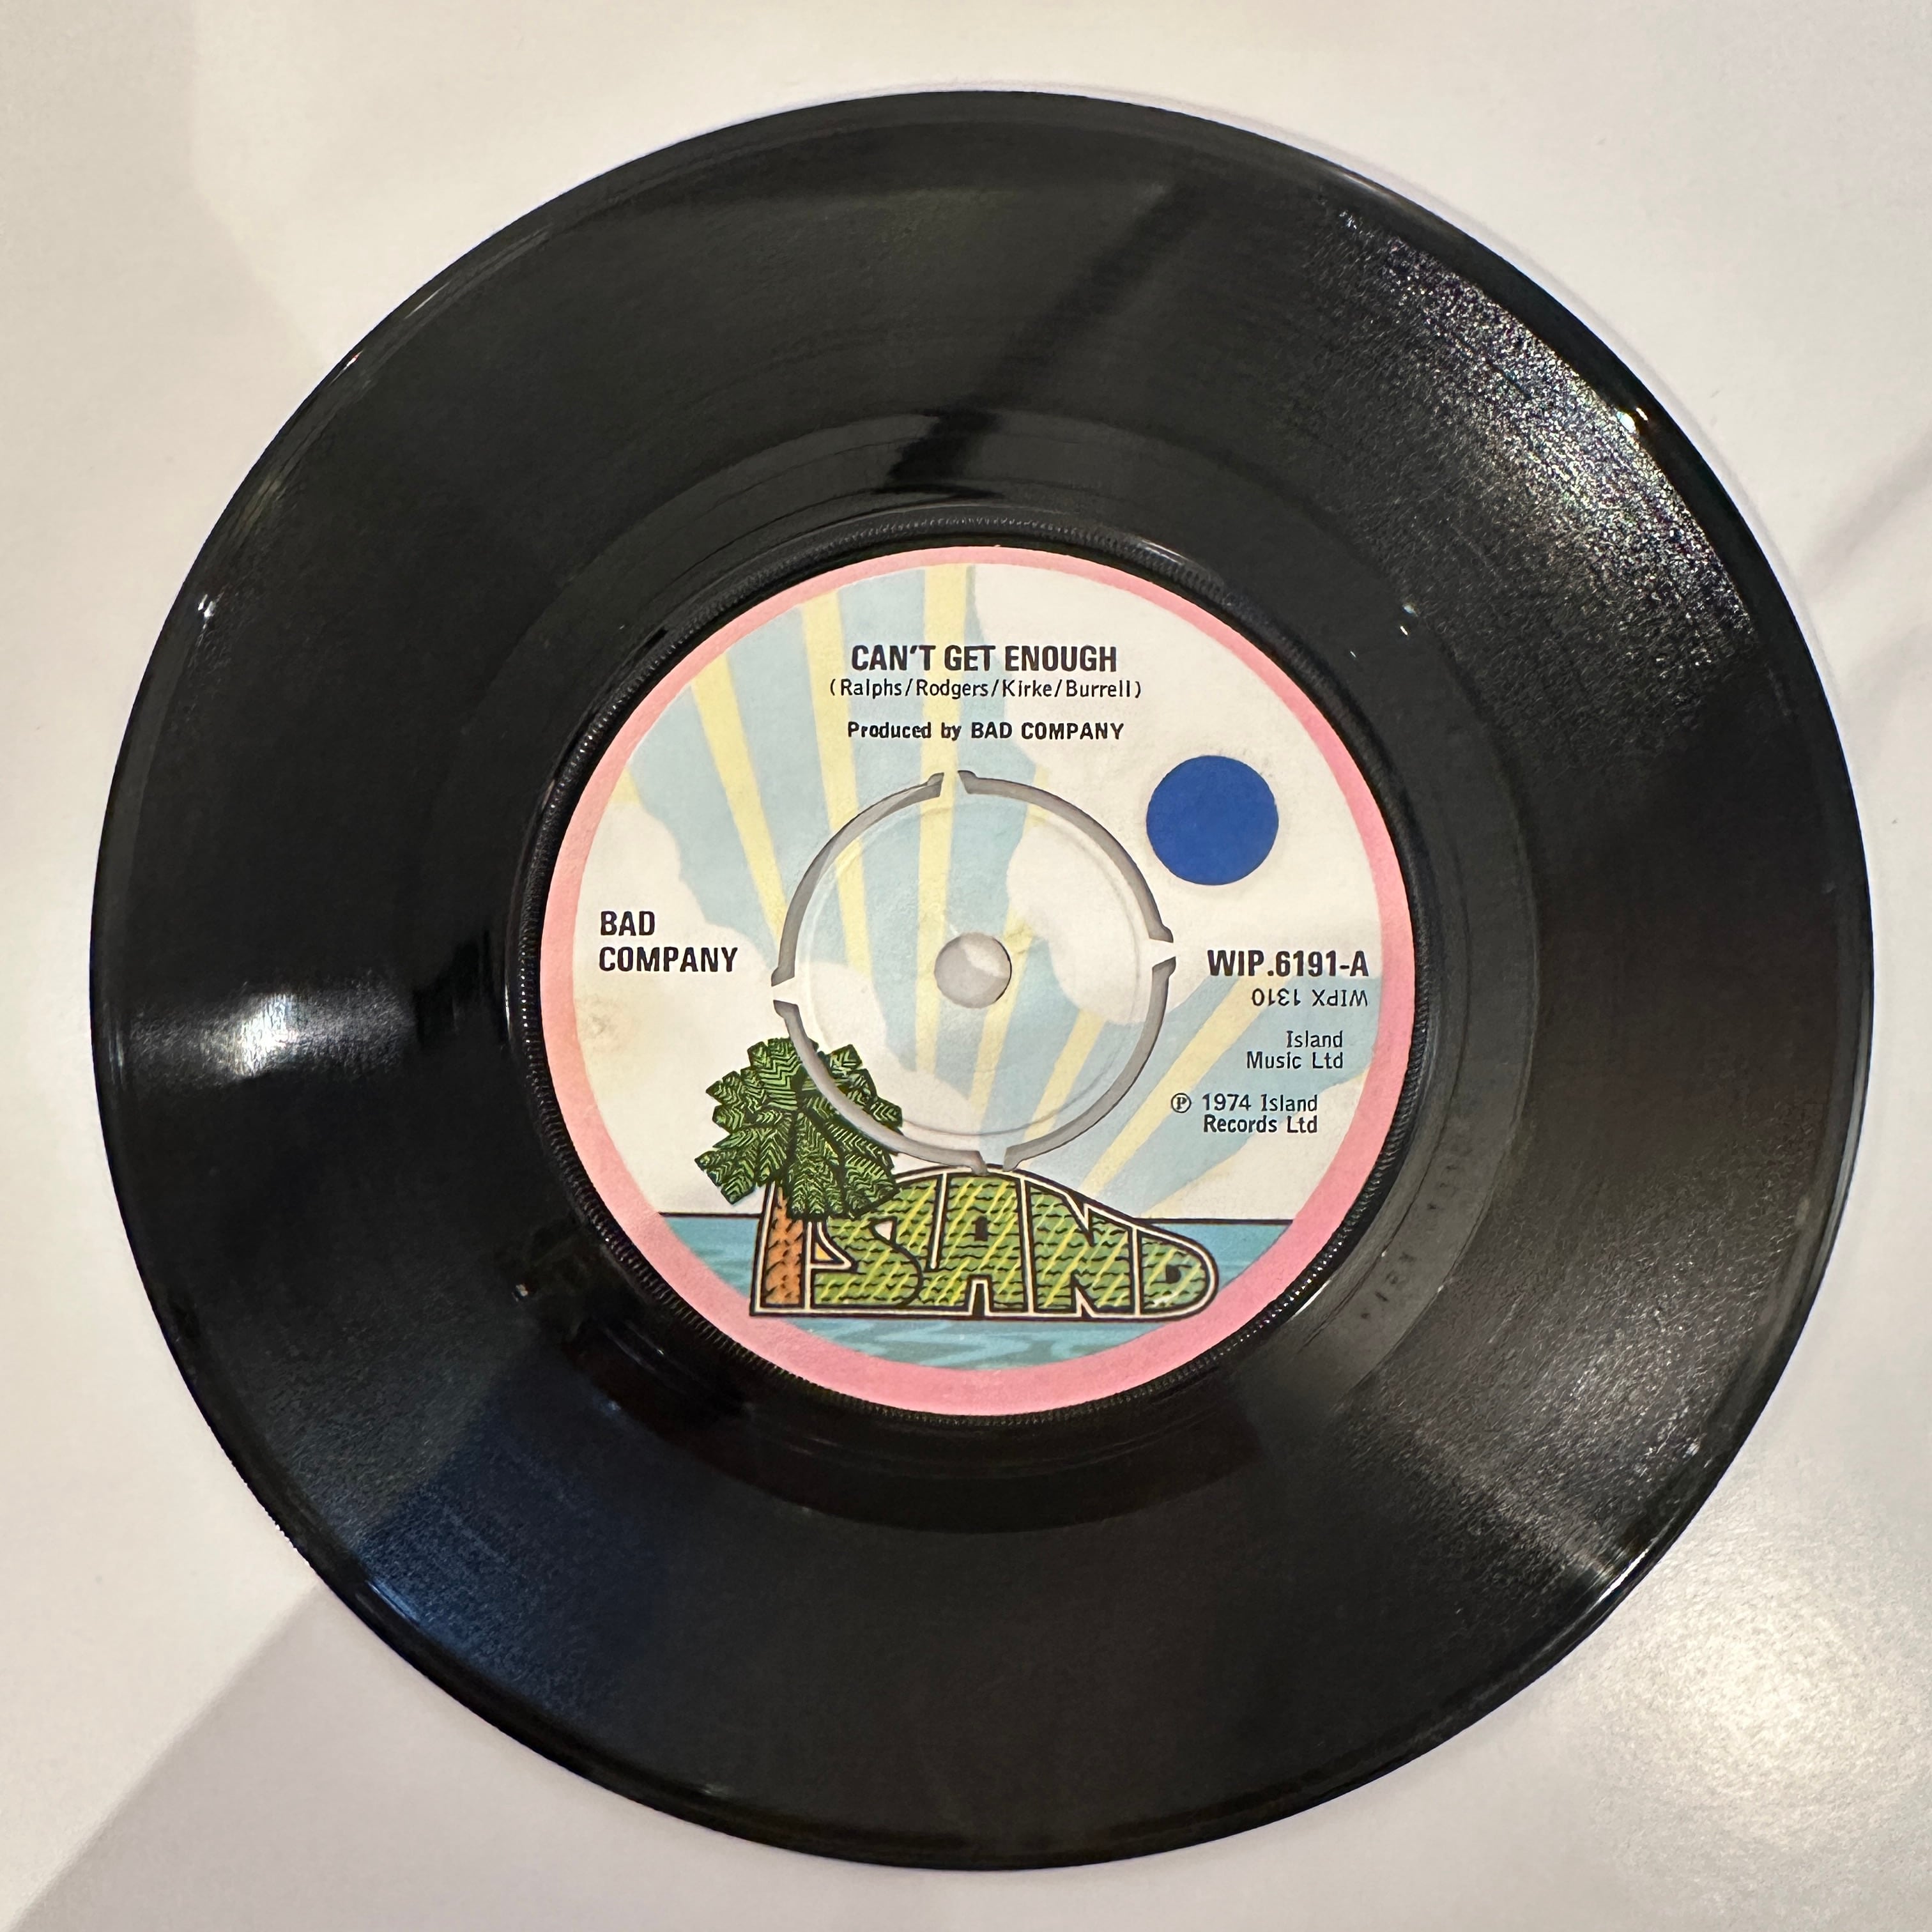 CAN'T GET ENOUGH
(Ralphs/Rodgers/Kirke/Burrell)
Produced by BAD COMPANY
BAD
COMPANY
WIP.6191-A
WIPX 1310
Island
Music Ltd
℗ 1974 Island
Records Ltd
ISLAND